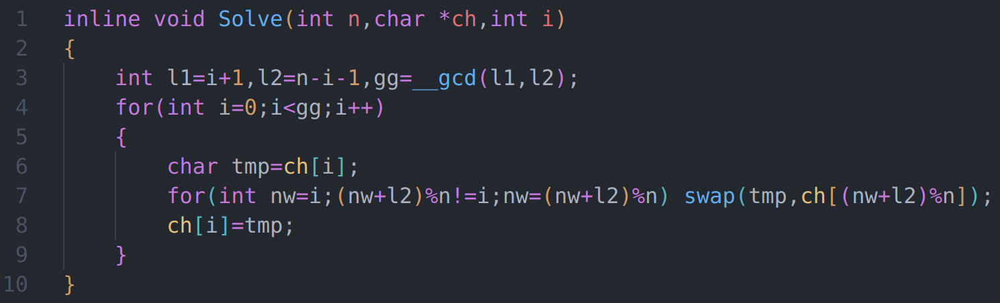 1 inline void Solve(int n,char *ch,int i)
2 {
3 int l1=i+1,l2=n-i-1,gg=__gcd(l1,l2);
4 for(int i=0;i<gg;i++)
5 {
6 char tmp=ch[i];
7 for(int nw=i;(nw+l2)%n!=i;nw=(nw+l2)%n) swap(tmp,ch[(nw+l2)%n]);
8 ch[i]=tmp;
9 }
10 }